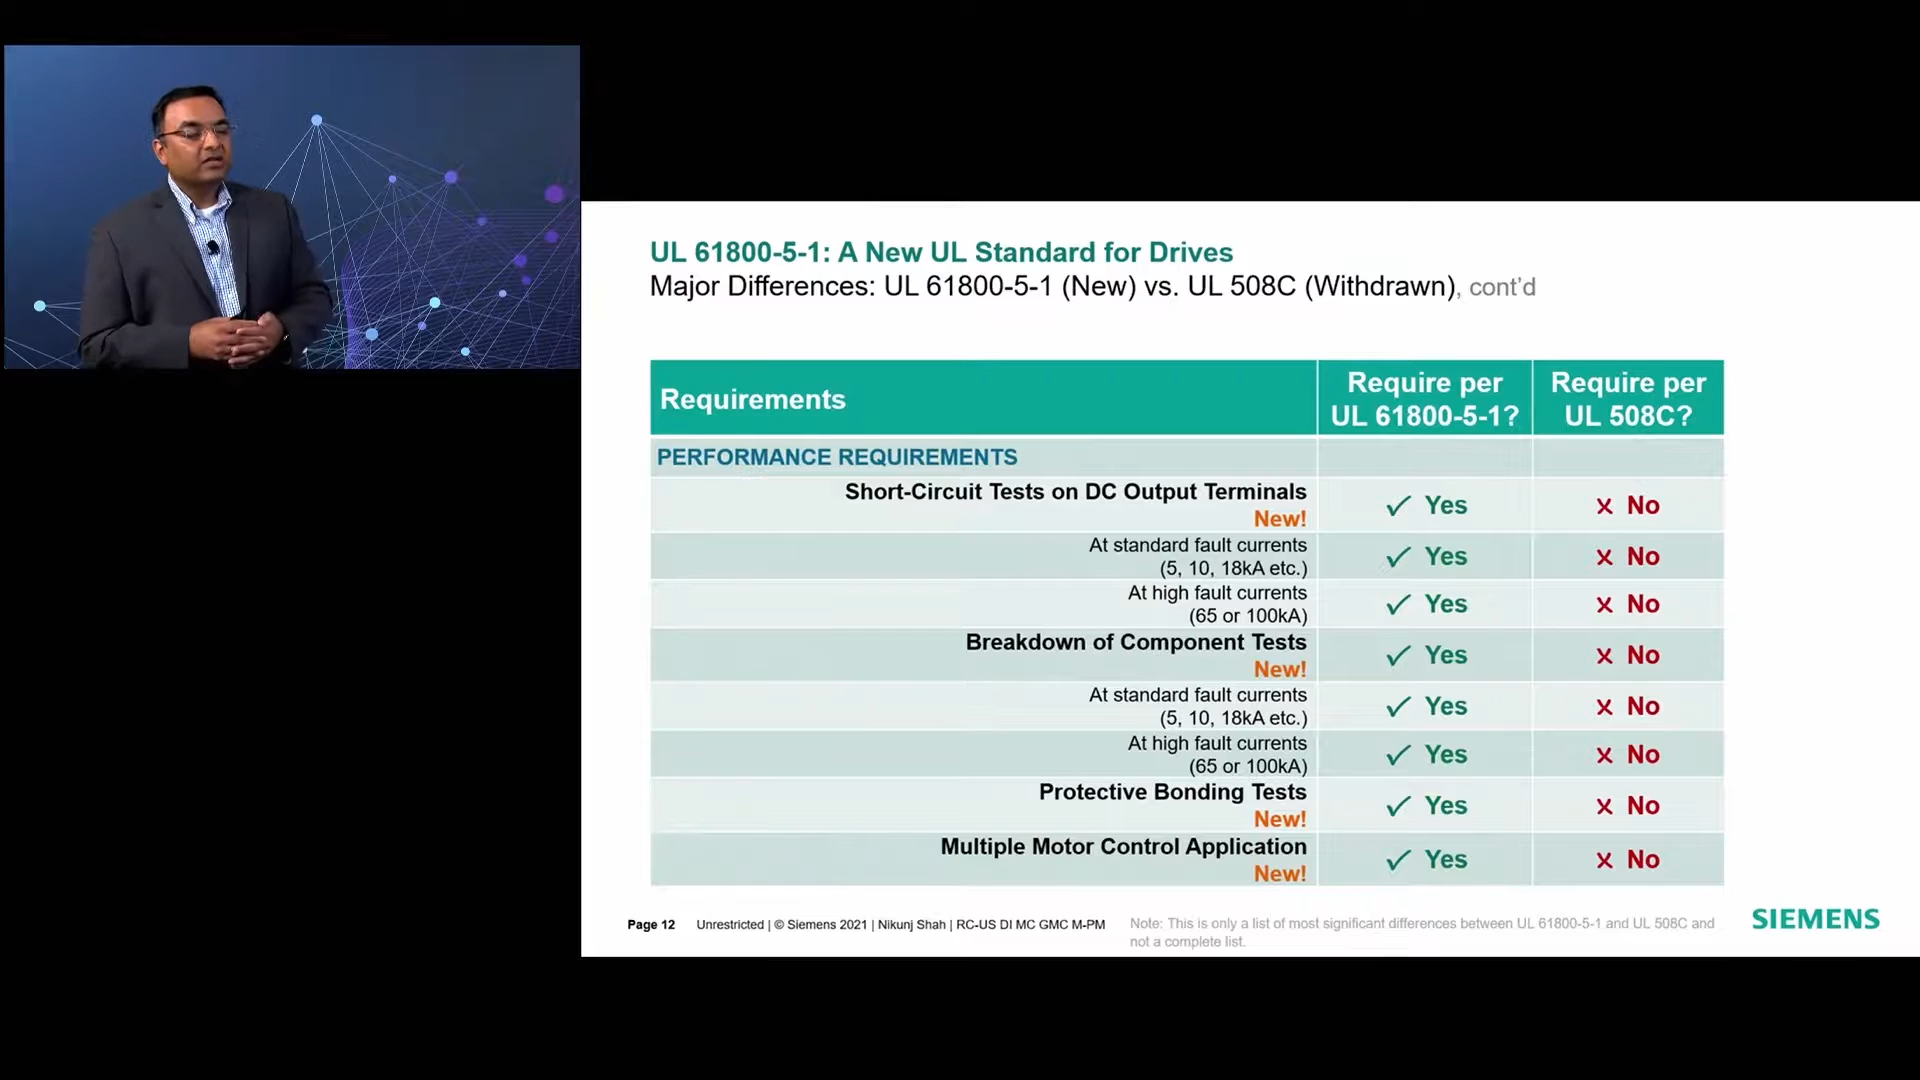 UL 61800-5-1: A New UL Standard for Drives
Major Differences: UL 61800-5-1 (New) vs. UL 508C (Withdrawn), cont'd
Requirements
Require per
UL 61800-5-1?
Require per
UL 508C?
PERFORMANCE REQUIREMENTS
Short-Circuit Tests on DC Output Terminals
New!
✓ Yes
x No
At standard fault currents
(5, 10, 18kA etc.)
✓ Yes
x No
At high fault currents
(65 or 100kA)
✓ Yes
x No
Breakdown of Component Tests
New!
✓ Yes
x No
At standard fault currents
(5, 10, 18kA etc.)
✓ Yes
x No
At high fault currents
(65 or 100kA)
✓ Yes
x No
Protective Bonding Tests
New!
✓ Yes
x No
Multiple Motor Control Application
New!
✓ Yes
x No
Page 12 Unrestricted | © Siemens 2021 | Nikunj Shah | RC-US DI MC GMC M-PM
Note: This is only a list of most significant differences between UL 61800-5-1 and UL 508C and
not a complete list.
SIEMENS